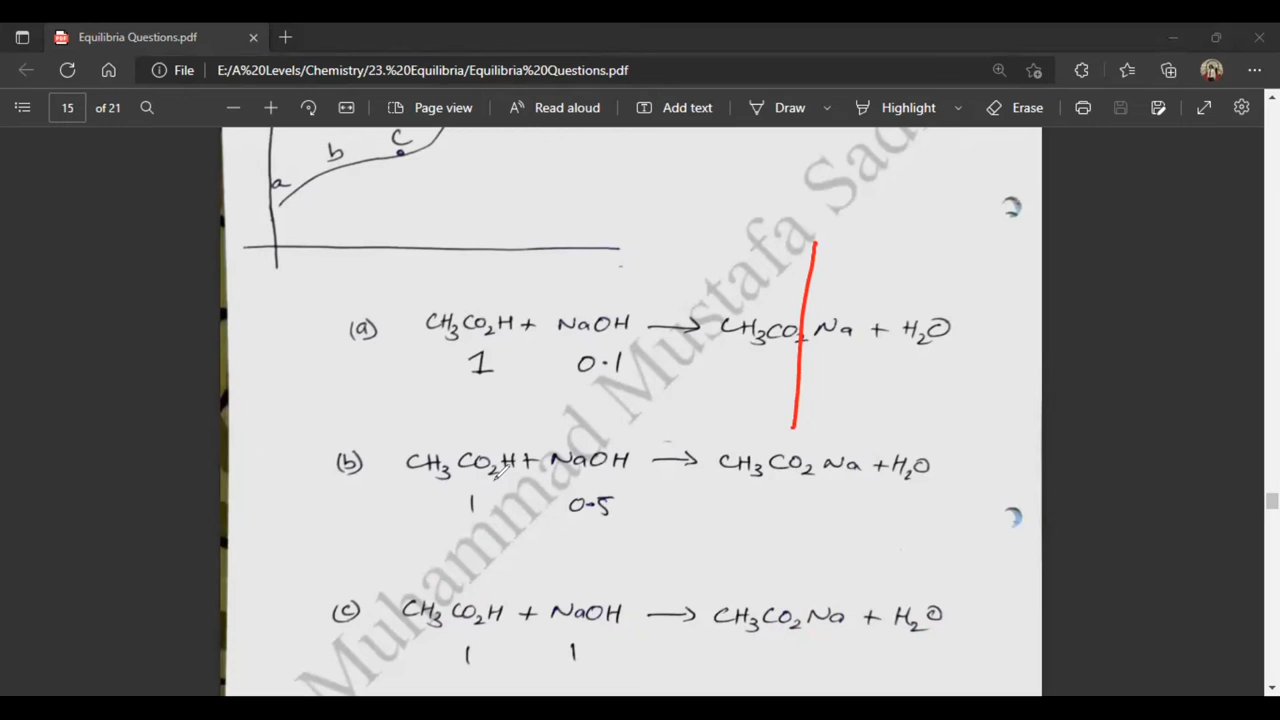 Equilibria Questions.pdf
File E:/A%20Levels/Chemistry/23.%20Equilibria/Equilibria%20Questions.pdf
15 of 21 Page view Read aloud Add text Draw Highlight Erase
b c
a
(a) CH₃CO₂H + NaOH → CH₃CO₂Na + H₂O
1 0.1
(b) CH₃CO₂H + NaOH → CH₃CO₂Na + H₂O
1 0.5
(c) CH₃CO₂H + NaOH → CH₃CO₂Na + H₂O
1 1
Muhammad Mustafa Sad